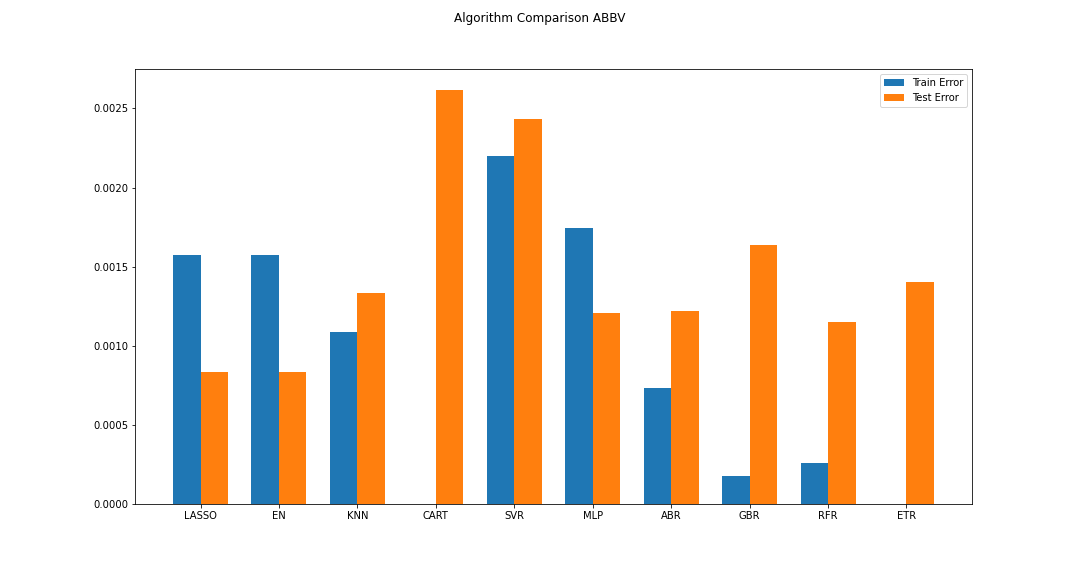 Algorithm Comparison ABBV
Train Error
Test Error
0.0025
0.0020
0.0015
0.0010
0.0005
0.0000
LASSO EN KNN CART SVR MLP ABR GBR RFR ETR